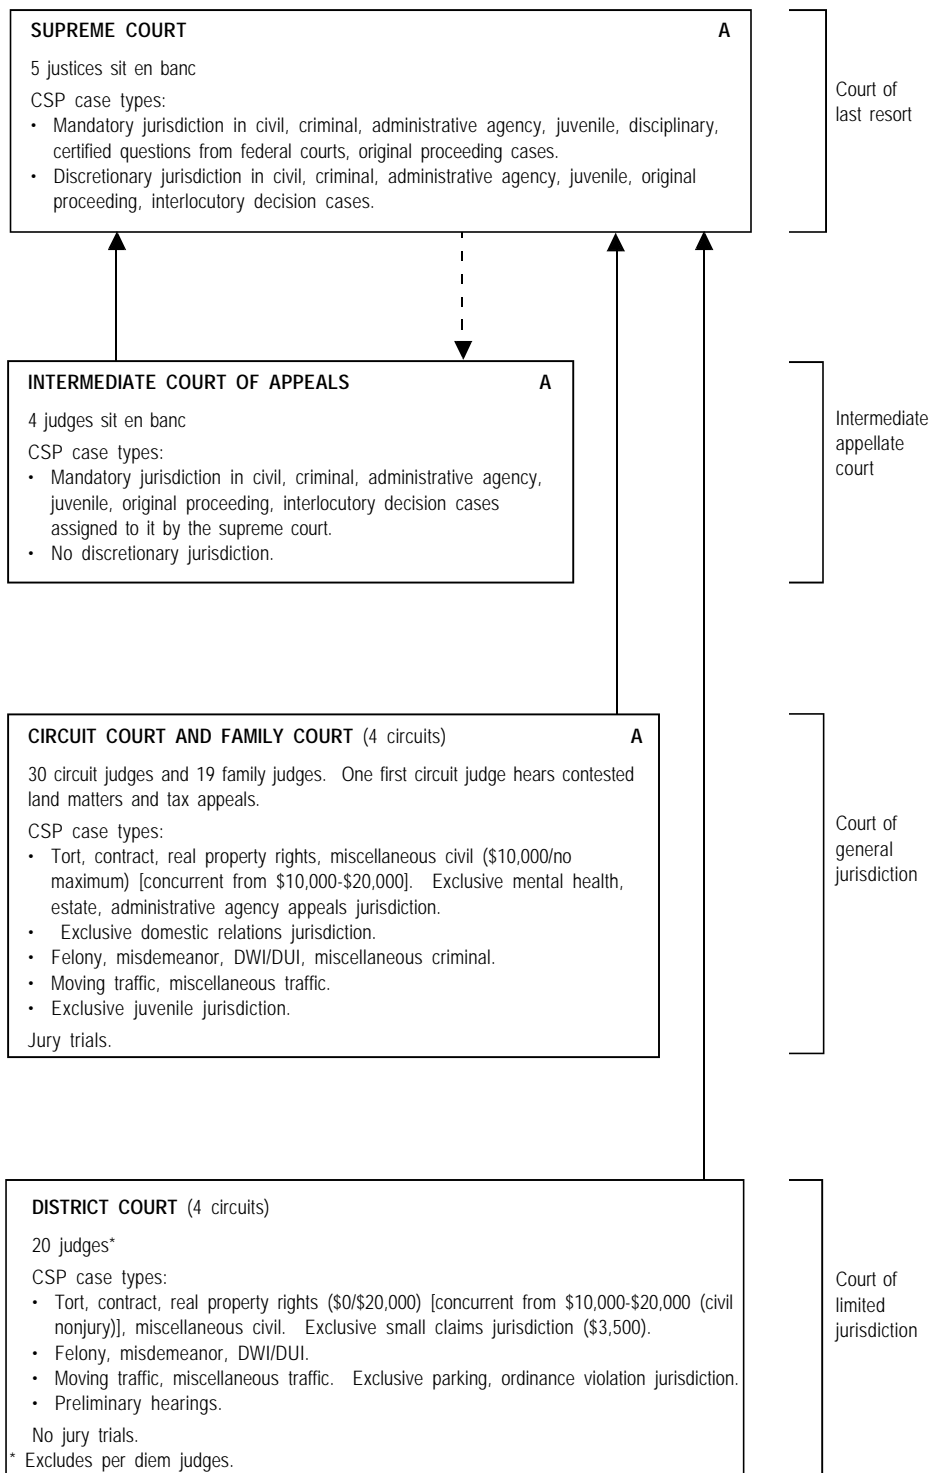 SUPREME COURT A
5 justices sit en banc
CSP case types:
• Mandatory jurisdiction in civil, criminal, administrative agency, juvenile, disciplinary,
certified questions from federal courts, original proceeding cases.
• Discretionary jurisdiction in civil, criminal, administrative agency, juvenile, original
proceeding, interlocutory decision cases.
Court of
last resort
INTERMEDIATE COURT OF APPEALS A
4 judges sit en banc
CSP case types:
• Mandatory jurisdiction in civil, criminal, administrative agency,
juvenile, original proceeding, interlocutory decision cases
assigned to it by the supreme court.
• No discretionary jurisdiction.
Intermediate
appellate
court
CIRCUIT COURT AND FAMILY COURT (4 circuits) A
30 circuit judges and 19 family judges. One first circuit judge hears contested
land matters and tax appeals.
CSP case types:
• Tort, contract, real property rights, miscellaneous civil ($10,000/no
maximum) [concurrent from $10,000-$20,000]. Exclusive mental health,
estate, administrative agency appeals jurisdiction.
• Exclusive domestic relations jurisdiction.
• Felony, misdemeanor, DWI/DUI, miscellaneous criminal.
• Moving traffic, miscellaneous traffic.
• Exclusive juvenile jurisdiction.
Jury trials.
Court of
general
jurisdiction
DISTRICT COURT (4 circuits)
20 judges*
CSP case types:
• Tort, contract, real property rights ($0/$20,000) [concurrent from $10,000-$20,000 (civil
nonjury)], miscellaneous civil. Exclusive small claims jurisdiction ($3,500).
• Felony, misdemeanor, DWI/DUI.
• Moving traffic, miscellaneous traffic. Exclusive parking, ordinance violation jurisdiction.
• Preliminary hearings.
No jury trials.
* Excludes per diem judges.
Court of
limited
jurisdiction